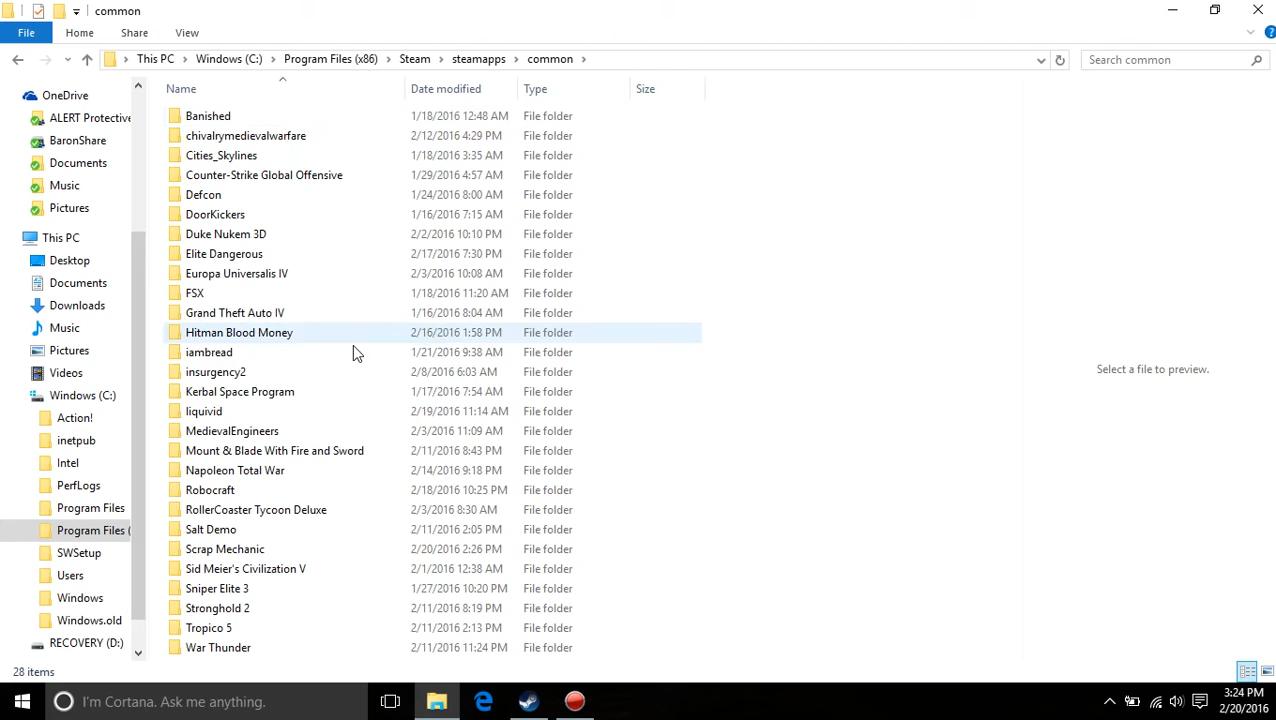 common
File Home Share View
This PC Windows (C:) Program Files (x86) Steam steamapps common Search common
Name Date modified Type Size
OneDrive
ALERT Protective
BaronShare
Documents
Music
Pictures
This PC
Desktop
Documents
Downloads
Music
Pictures
Videos
Windows (C:)
Action!
inetpub
Intel
PerfLogs
Program Files
Program Files (
SWSetup
Users
Windows
Windows.old
RECOVERY (D:)
Banished 1/18/2016 12:48 AM File folder
chivalrymedievalwarfare 2/12/2016 4:29 PM File folder
Cities_Skylines 1/18/2016 3:35 AM File folder
Counter-Strike Global Offensive 1/29/2016 4:57 AM File folder
Defcon 1/24/2016 8:00 AM File folder
DoorKickers 1/16/2016 7:15 AM File folder
Duke Nukem 3D 2/2/2016 10:10 PM File folder
Elite Dangerous 2/17/2016 7:30 PM File folder
Europa Universalis IV 2/3/2016 10:08 AM File folder
FSX 1/18/2016 11:20 AM File folder
Grand Theft Auto IV 1/16/2016 8:04 AM File folder
Hitman Blood Money 2/16/2016 1:58 PM File folder
iambread 1/21/2016 9:38 AM File folder
insurgency2 2/8/2016 6:03 AM File folder
Kerbal Space Program 1/17/2016 7:54 AM File folder
liquivid 2/19/2016 11:14 AM File folder
MedievalEngineers 2/3/2016 11:09 AM File folder
Mount & Blade With Fire and Sword 2/11/2016 8:43 PM File folder
Napoleon Total War 2/14/2016 9:18 PM File folder
Robocraft 2/18/2016 10:25 PM File folder
RollerCoaster Tycoon Deluxe 2/3/2016 8:30 AM File folder
Salt Demo 2/11/2016 2:05 PM File folder
Scrap Mechanic 2/20/2016 2:26 PM File folder
Sid Meier's Civilization V 2/1/2016 12:38 AM File folder
Sniper Elite 3 1/27/2016 10:20 PM File folder
Stronghold 2 2/11/2016 8:19 PM File folder
Tropico 5 2/11/2016 2:13 PM File folder
War Thunder 2/11/2016 11:24 PM File folder
Select a file to preview.
28 items
I'm Cortana. Ask me anything.
3:24 PM
2/20/2016